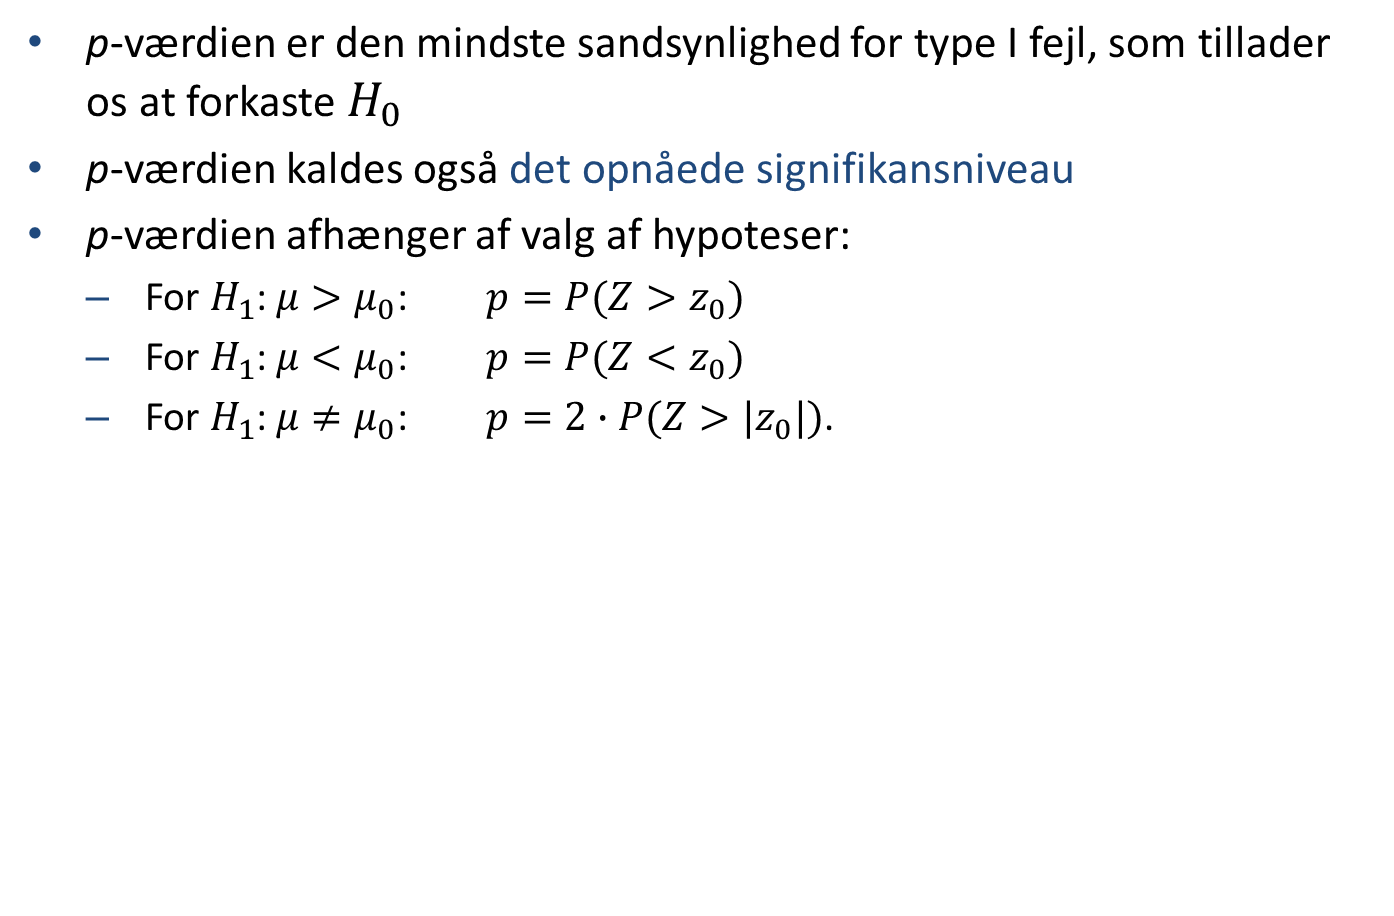 • p-værdien er den mindste sandsynlighed for type I fejl, som tillader
os at forkaste H₀
• p-værdien kaldes også det opnåede signifikansniveau
• p-værdien afhænger af valg af hypoteser:
– For H₁: μ > μ₀: p = P(Z > z₀)
– For H₁: μ < μ₀: p = P(Z < z₀)
– For H₁: μ ≠ μ₀: p = 2 · P(Z > |z₀|).